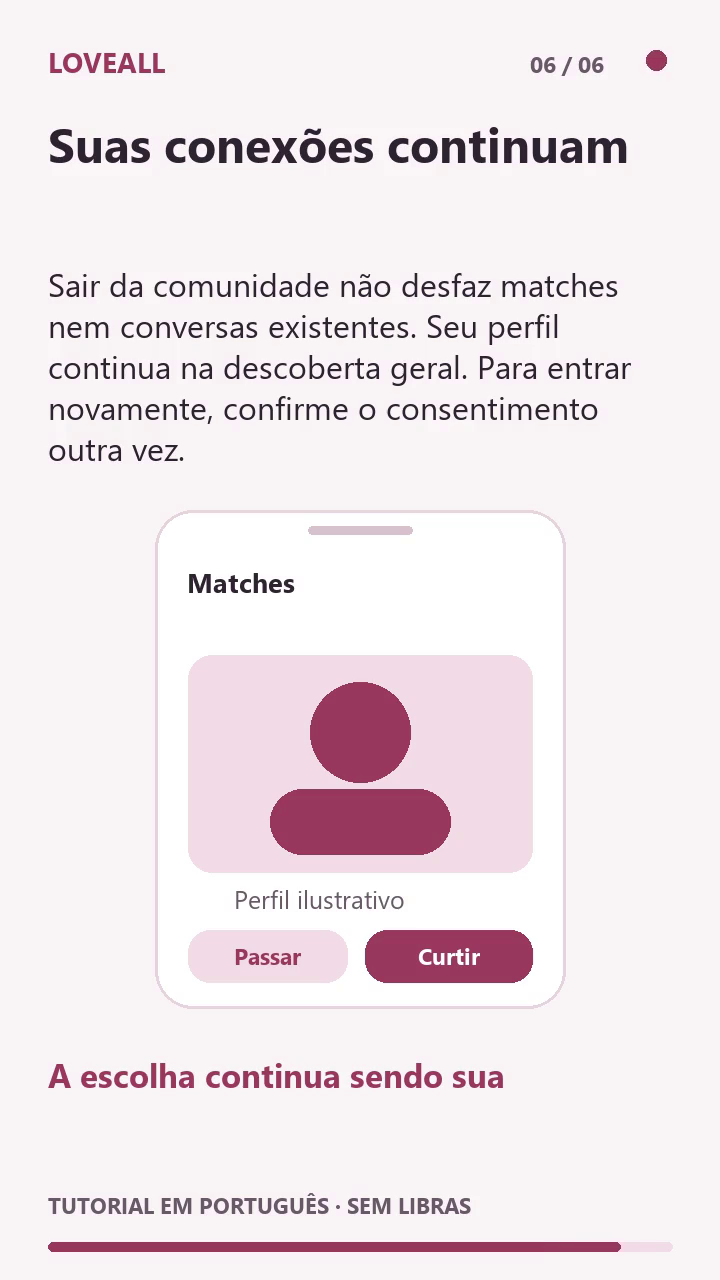 LOVEALL
06 / 06
Suas conexões continuam
Sair da comunidade não desfaz matches
nem conversas existentes. Seu perfil
continua na descoberta geral. Para entrar
novamente, confirme o consentimento
outra vez.
Matches
Perfil ilustrativo
Passar
Curtir
A escolha continua sendo sua
TUTORIAL EM PORTUGUÊS · SEM LIBRAS